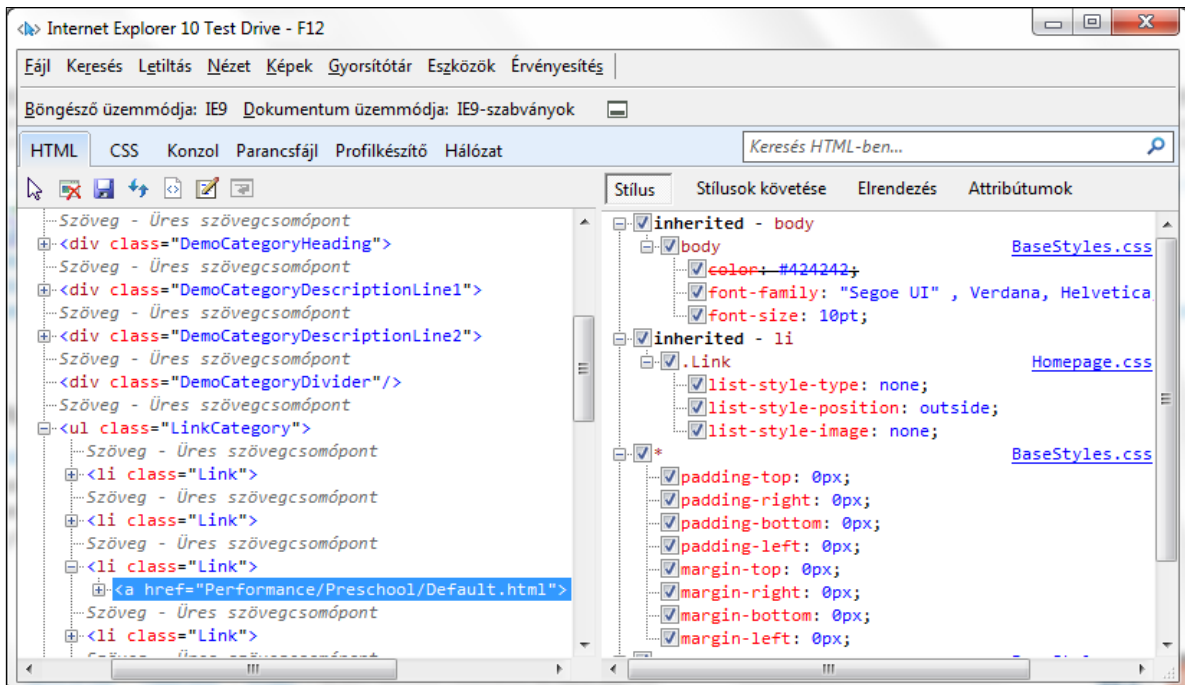 Internet Explorer 10 Test Drive - F12
Fájl Keresés Letiltás Nézet Képek Gyorsítótár Eszközök Érvényesítés
Böngésző üzemmódja: IE9 Dokumentum üzemmódja: IE9-szabványok
HTML CSS Konzol Parancsfájl Profilkészítő Hálózat
Keresés HTML-ben...
Szöveg - Üres szövegcsomópont
<div class="DemoCategoryHeading">
Szöveg - Üres szövegcsomópont
<div class="DemoCategoryDescriptionLine1">
Szöveg - Üres szövegcsomópont
<div class="DemoCategoryDescriptionLine2">
Szöveg - Üres szövegcsomópont
<div class="DemoCategoryDivider"/>
Szöveg - Üres szövegcsomópont
<ul class="LinkCategory">
Szöveg - Üres szövegcsomópont
<li class="Link">
Szöveg - Üres szövegcsomópont
<li class="Link">
Szöveg - Üres szövegcsomópont
<li class="Link">
<a href="Performance/Preschool/Default.html">
Szöveg - Üres szövegcsomópont
<li class="Link">
Stílus Stílusok követése Elrendezés Attribútumok
inherited - body
body BaseStyles.css
color: #424242;
font-family: "Segoe UI" , Verdana, Helvetica
font-size: 10pt;
inherited - li
.Link Homepage.css
list-style-type: none;
list-style-position: outside;
list-style-image: none;
* BaseStyles.css
padding-top: 0px;
padding-right: 0px;
padding-bottom: 0px;
padding-left: 0px;
margin-top: 0px;
margin-right: 0px;
margin-bottom: 0px;
margin-left: 0px;